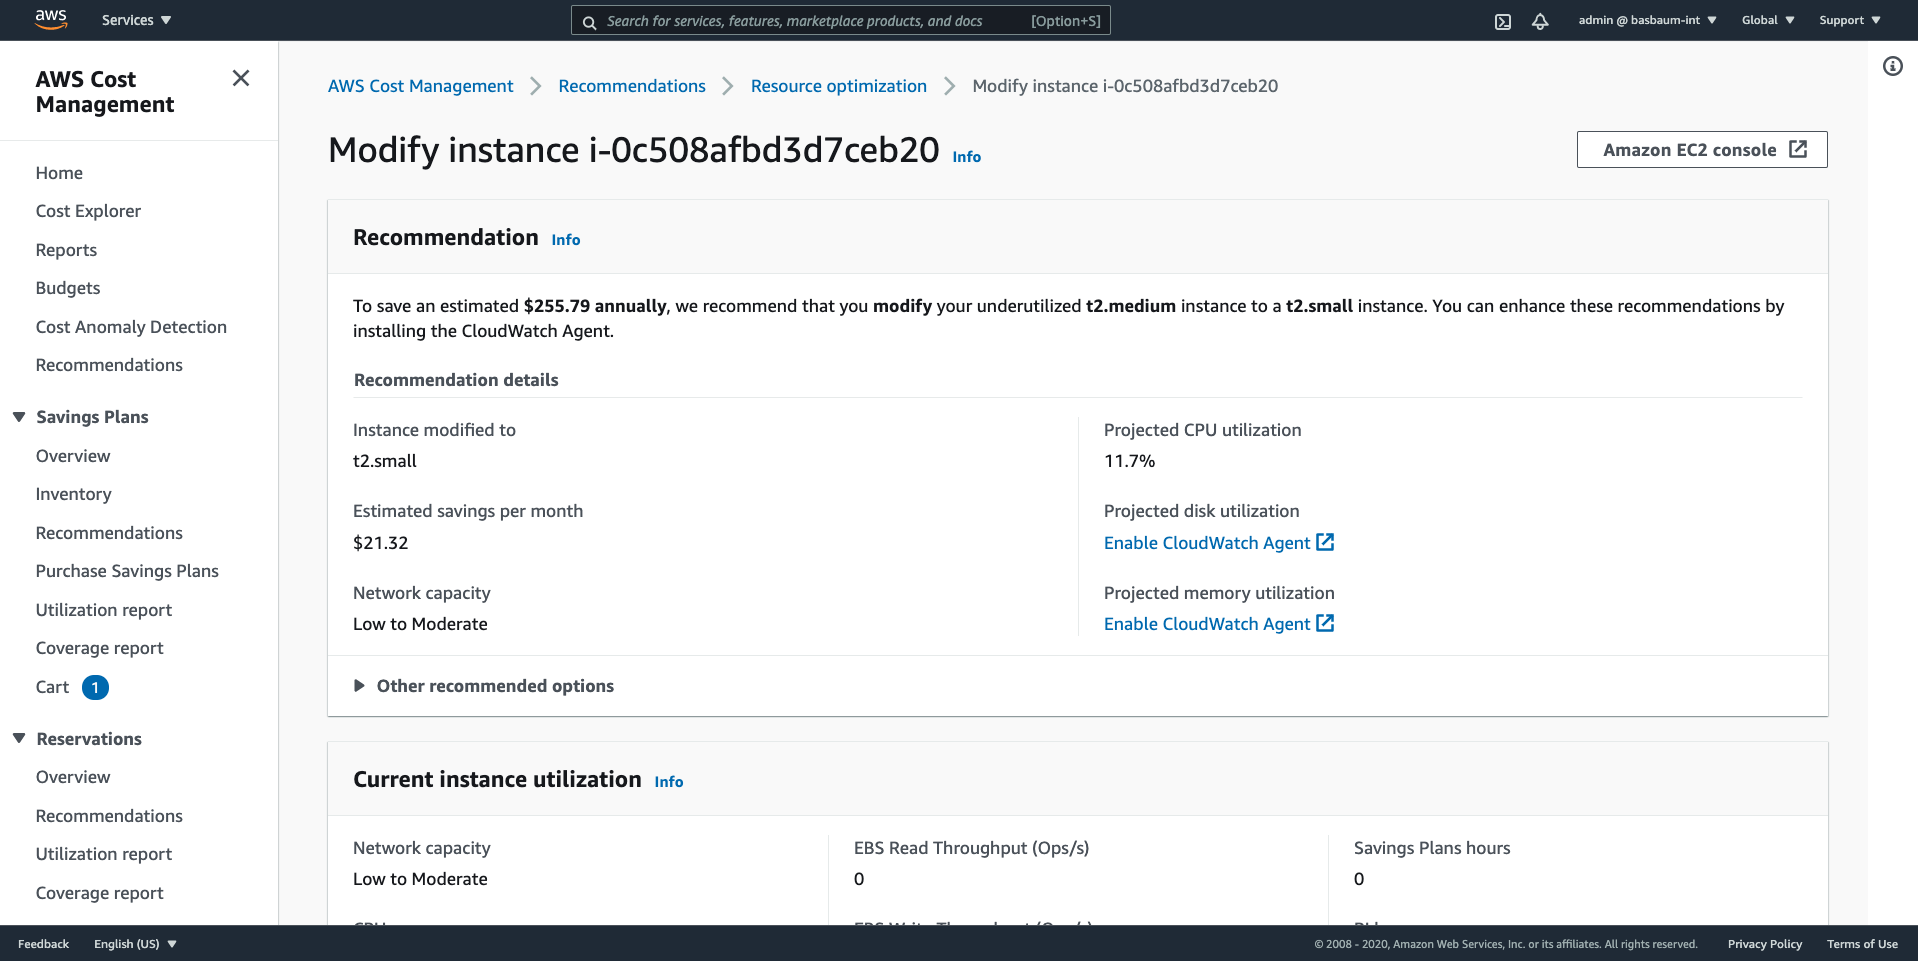 aws
Services
Search for services, features, marketplace products, and docs [Option+S]
admin @ basbaum-int
Global
Support
AWS Cost
Management
Home
Cost Explorer
Reports
Budgets
Cost Anomaly Detection
Recommendations
Savings Plans
Overview
Inventory
Recommendations
Purchase Savings Plans
Utilization report
Coverage report
Cart 1
Reservations
Overview
Recommendations
Utilization report
Coverage report
AWS Cost Management Recommendations Resource optimization Modify instance i-0c508afbd3d7ceb20
Modify instance i-0c508afbd3d7ceb20 Info
Amazon EC2 console
Recommendation Info
To save an estimated $255.79 annually, we recommend that you modify your underutilized t2.medium instance to a t2.small instance. You can enhance these recommendations by
installing the CloudWatch Agent.
Recommendation details
Instance modified to
t2.small
Estimated savings per month
$21.32
Network capacity
Low to Moderate
Projected CPU utilization
11.7%
Projected disk utilization
Enable CloudWatch Agent
Projected memory utilization
Enable CloudWatch Agent
Other recommended options
Current instance utilization Info
Network capacity
Low to Moderate
EBS Read Throughput (Ops/s)
0
Savings Plans hours
0
Feedback
English (US)
© 2008 - 2020, Amazon Web Services, Inc. or its affiliates. All rights reserved.
Privacy Policy
Terms of Use